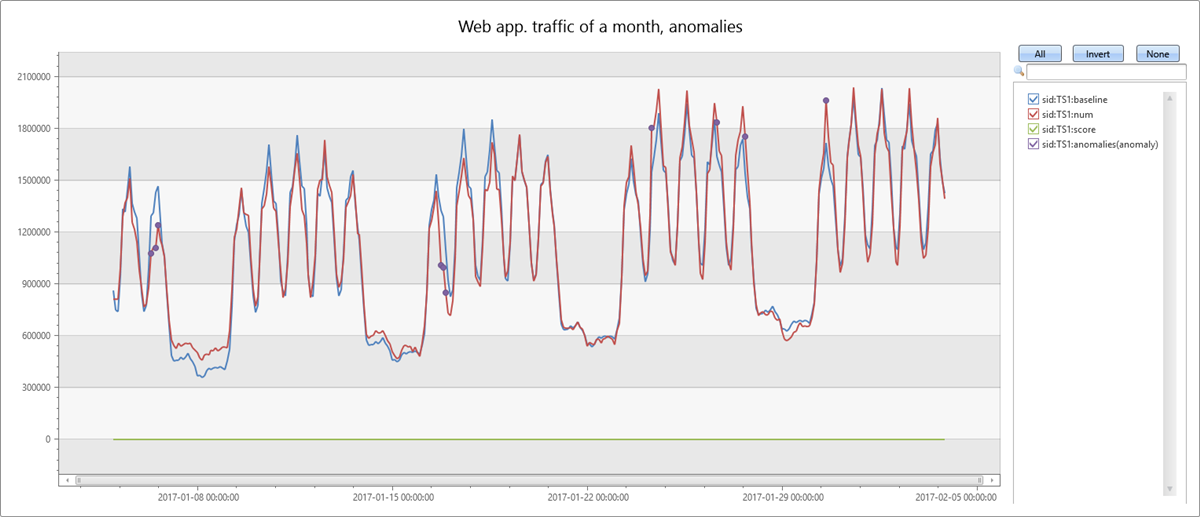 Web app. traffic of a month, anomalies
All Invert None
2100000
1800000
1500000
1200000
900000
600000
300000
0
2017-01-08 00:00:00 2017-01-15 00:00:00 2017-01-22 00:00:00 2017-01-29 00:00:00 2017-02-05 00:00:00
sid:TS1:baseline
sid:TS1:num
sid:TS1:score
sid:TS1:anomalies(anomaly)